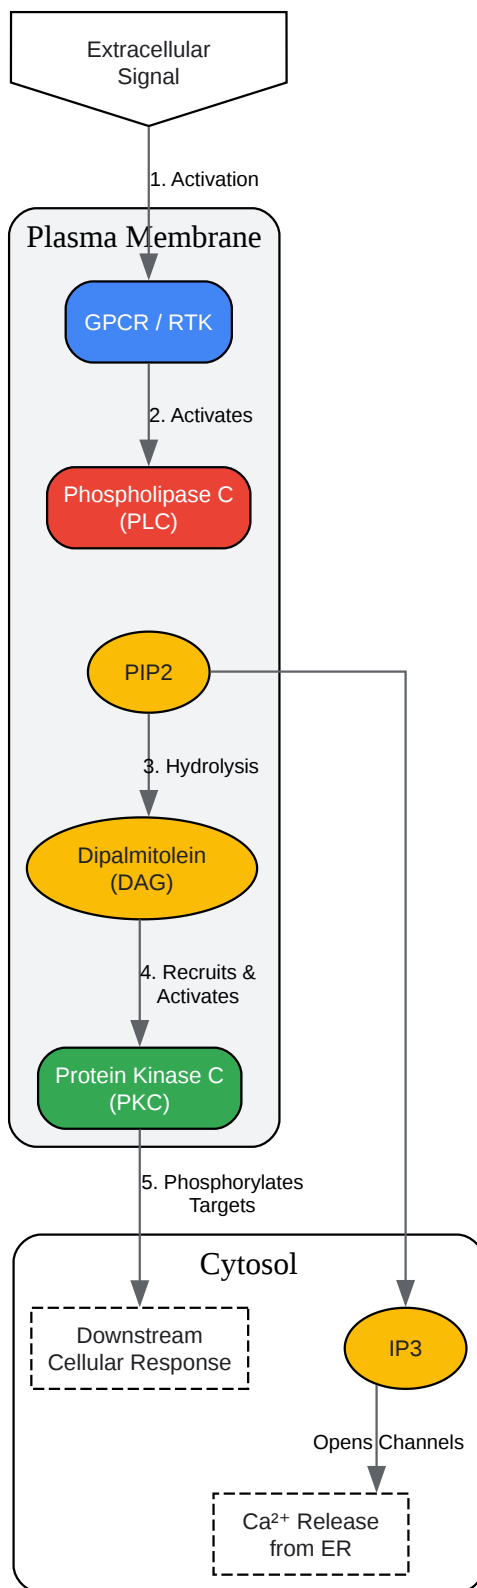 Extracellular
Signal
1. Activation
Plasma Membrane
GPCR / RTK
2. Activates
Phospholipase C
(PLC)
PIP2
3. Hydrolysis
Dipalmitolein
(DAG)
4. Recruits &
Activates
Protein Kinase C
(PKC)
5. Phosphorylates
Targets
Cytosol
Downstream
Cellular Response
IP3
Opens Channels
Ca²⁺ Release
from ER